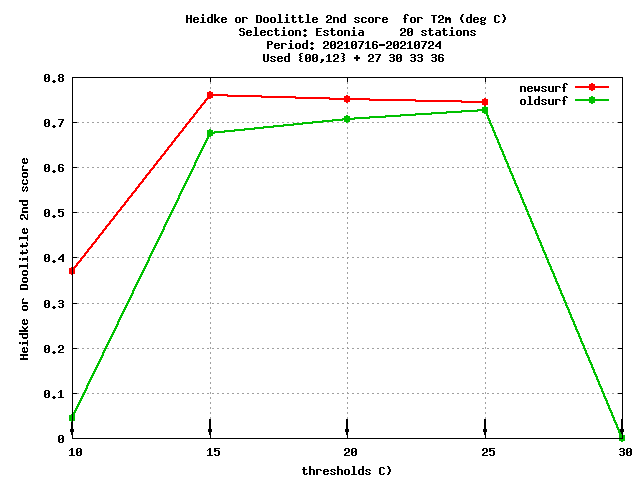 Heidke or Doolittle 2nd score  for T2m (deg C)
Selection: Estonia     20 stations
Period: 20210716-20210724
Used {00,12} + 27 30 33 36
newsurf
oldsurf
Heidke or Doolittle 2nd score
0.8
0.7
0.6
0.5
0.4
0.3
0.2
0.1
0
10 15 20 25 30
thresholds C)